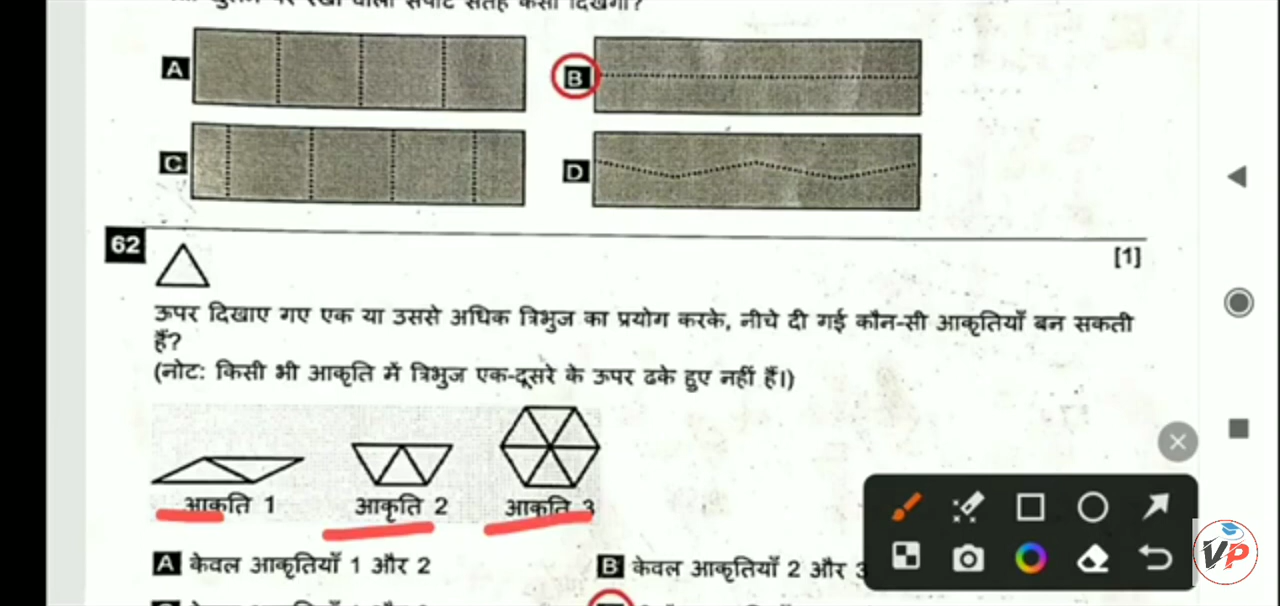 A
B
C
D
62
[1]
ऊपर दिखाए गए एक या उससे अधिक त्रिभुज का प्रयोग करके, नीचे दी गई कौन-सी आकृतियाँ बन सकती
हैं?
(नोट: किसी भी आकृति में त्रिभुज एक-दूसरे के ऊपर ढके हुए नहीं हैं।)
आकृति 1
आकृति 2
आकृति 3
A केवल आकृतियाँ 1 और 2
B केवल आकृतियाँ 2 और 3
VP